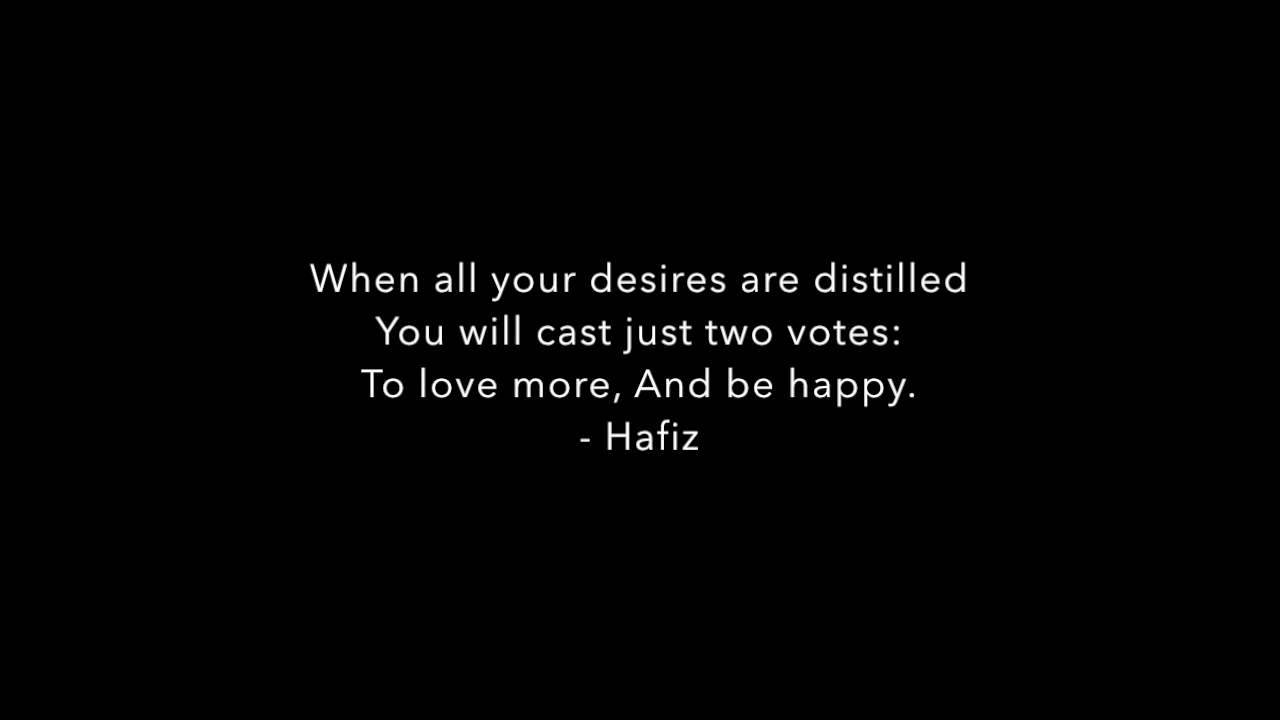 When all your desires are distilled
You will cast just two votes:
To love more, And be happy.
- Hafiz